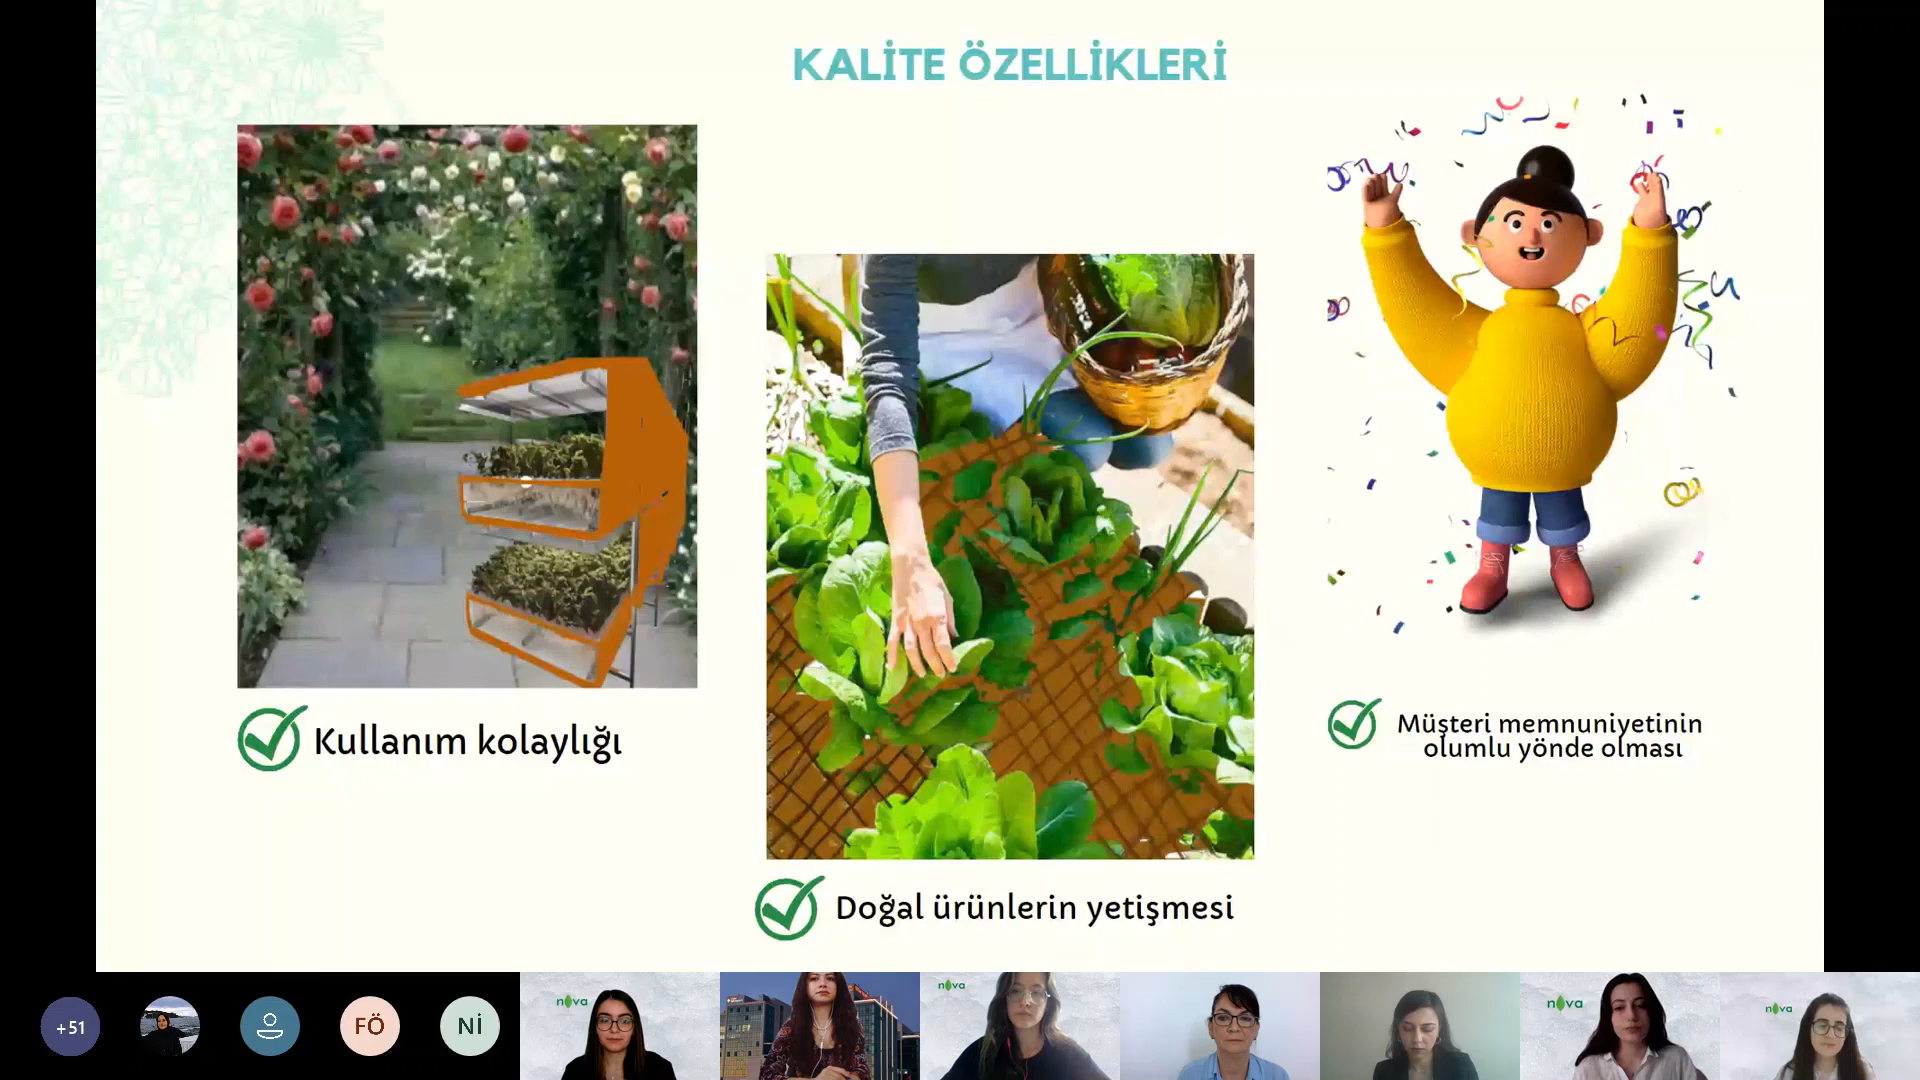 KALİTE ÖZELLİKLERİ
Kullanım kolaylığı
Doğal ürünlerin yetişmesi
Müşteri memnuniyetinin
olumlu yönde olması
+51
FÖ
Nİ
nova
nova
nova
nova